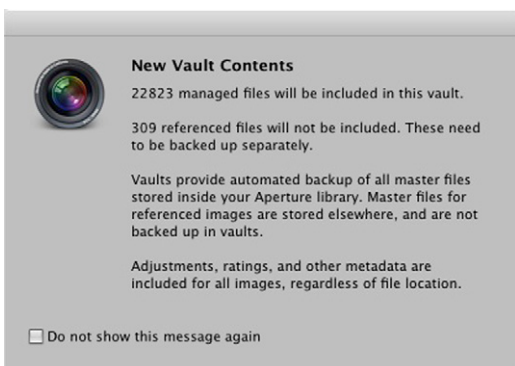 New Vault Contents
22823 managed files will be included in this vault.
309 referenced files will not be included. These need
to be backed up separately.
Vaults provide automated backup of all master files
stored inside your Aperture library. Master files for
referenced images are stored elsewhere, and are not
backed up in vaults.
Adjustments, ratings, and other metadata are
included for all images, regardless of file location.
Do not show this message again